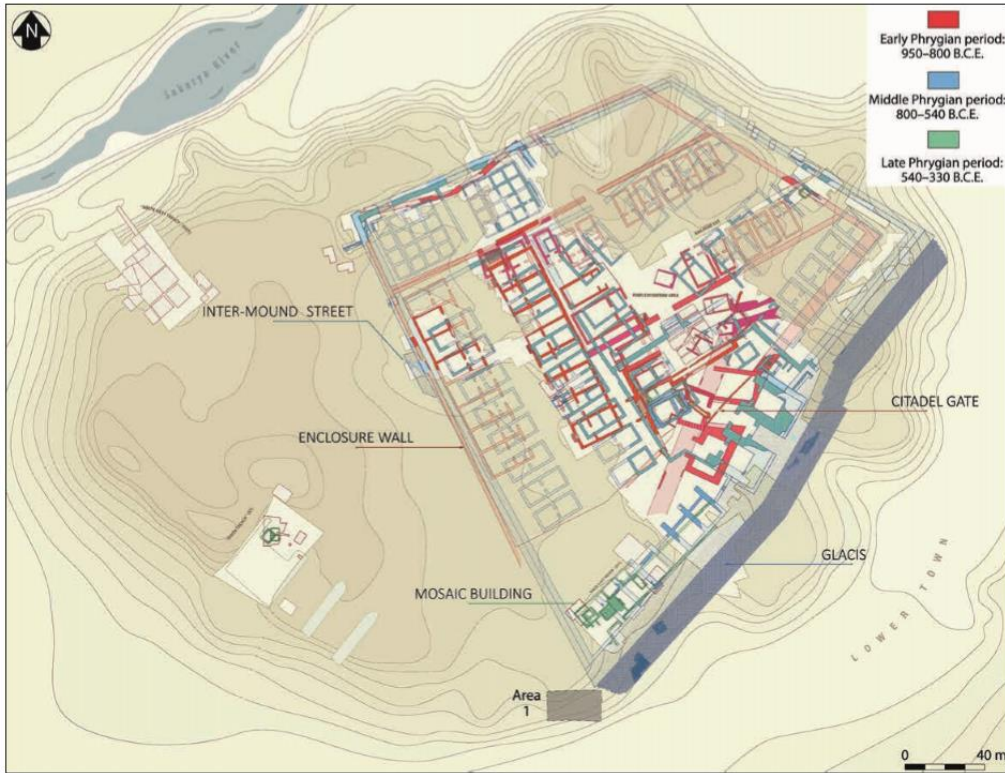 N
Sakarya River
Early Phrygian period:
950–800 B.C.E.
Middle Phrygian period:
800–540 B.C.E.
Late Phrygian period:
540–330 B.C.E.
INTER-MOUND STREET
CITADEL GATE
ENCLOSURE WALL
GLACIS
MOSAIC BUILDING
LOWER TOWN
Area
1
0 40 m